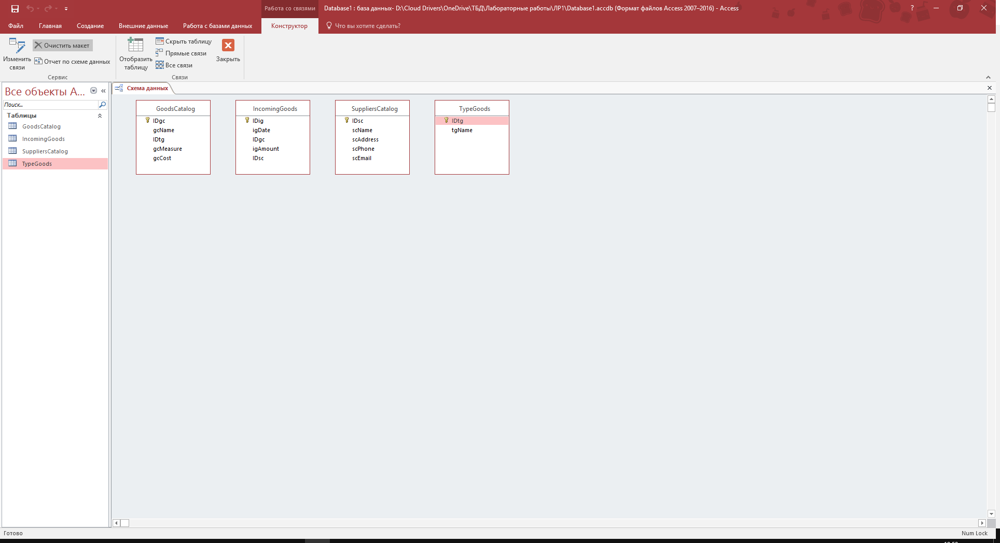 Работа со связями
Database1 : база данных- D:\Cloud Drivers\OneDrive\ТБД\Лабораторные работы\ЛР1\Database1.accdb (Формат файлов Access 2007–2016) - Access
?
Файл Главная Создание Внешние данные Работа с базами данных Конструктор Что вы хотите сделать?
Изменить связи
Очистить макет
Отчет по схеме данных
Сервис
Отобразить таблицу
Скрыть таблицу
Прямые связи
Все связи
Закрыть
Связи
Все объекты A...
Поиск...
Таблицы
GoodsCatalog
IncomingGoods
SuppliersCatalog
TypeGoods
Схема данных
GoodsCatalog
IDgc
gcName
IDtg
gcMeasure
gcCost
IncomingGoods
IDig
igDate
IDgc
igAmount
IDsc
SuppliersCatalog
IDsc
scName
scAddress
scPhone
scEmail
TypeGoods
IDtg
tgName
Готово
Num Lock